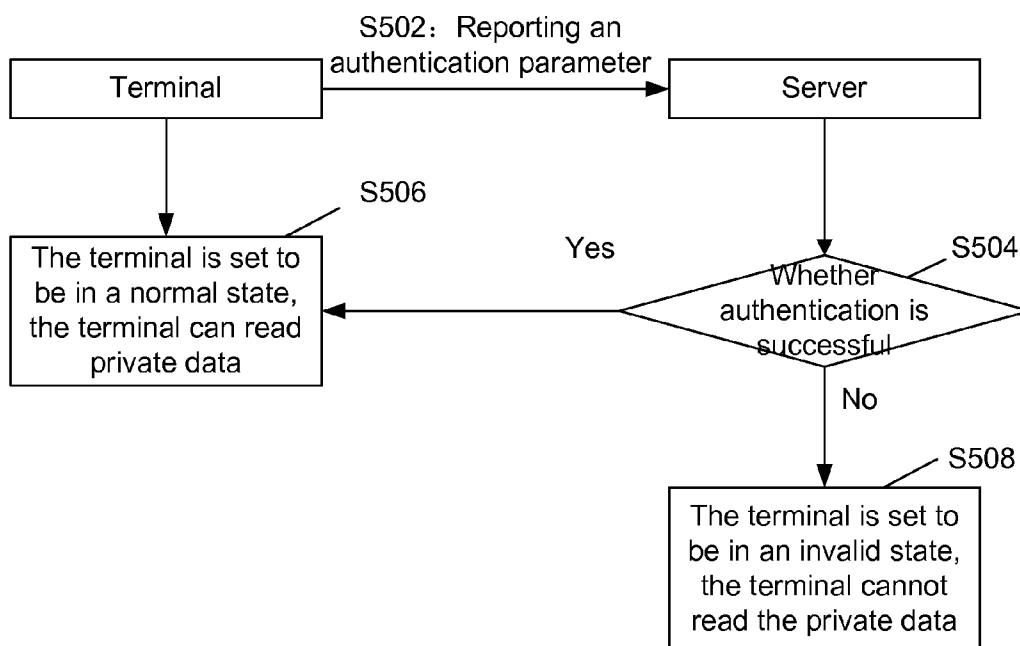 S502：Reporting an
authentication parameter
Terminal
Server
S506
The terminal is set to
be in a normal state,
the terminal can read
private data
Yes
S504
Whether
authentication is
successful
No
S508
The terminal is set to
be in an invalid state,
the terminal cannot
read the private data